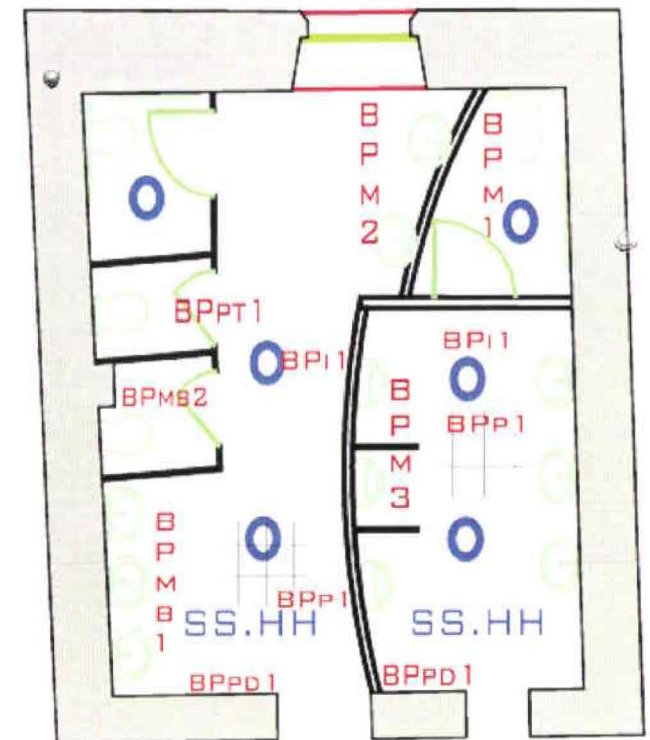 BPM2
BPM1
BPPT1
BPI1
BPI1
BPMB2
BPM3
BPP1
BPMB1
BPP1
SS.HH
SS.HH
BPPD1
BPPD1